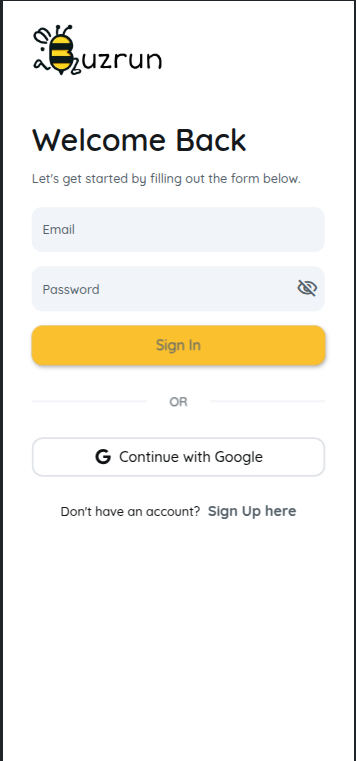 Buzrun
Welcome Back
Let's get started by filling out the form below.
Email
Password
Sign In
OR
G Continue with Google
Don't have an account? Sign Up here